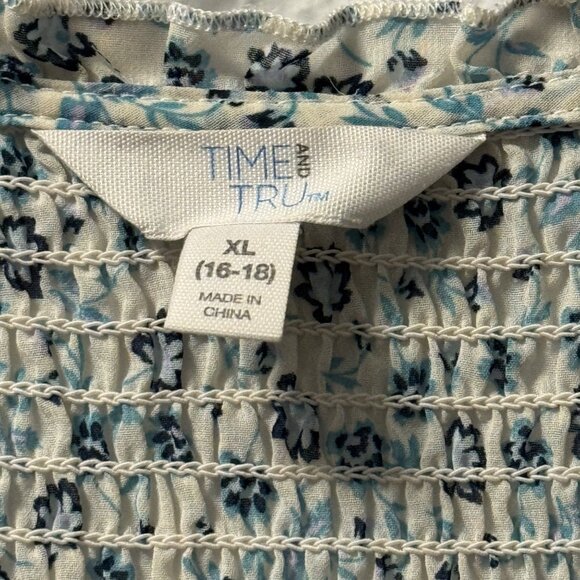 TIME AND
TRU™
XL
(16-18)
MADE IN
CHINA